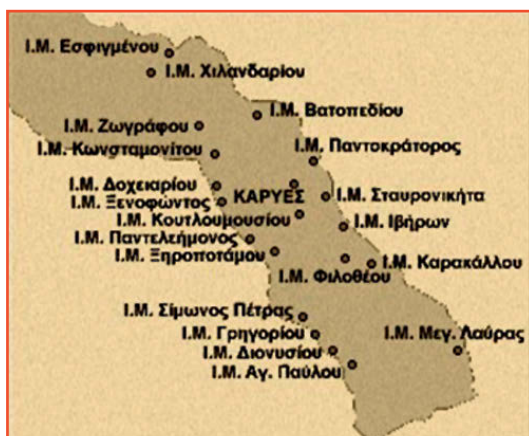 Ι.Μ. Εσφιγμένου
Ι.Μ. Χιλανδαρίου
Ι.Μ. Βατοπεδίου
Ι.Μ. Ζωγράφου
Ι.Μ. Κωνσταμονίτου
Ι.Μ. Παντοκράτορος
Ι.Μ. Δοχειαρίου
ΚΑΡΥΕΣ
Ι.Μ. Σταυρονικήτα
Ι.Μ. Ξενοφώντος
Ι.Μ. Κουτλουμουσίου
Ι.Μ. Ιβήρων
Ι.Μ. Παντελεήμονος
Ι.Μ. Ξηροποτάμου
Ι.Μ. Καρακάλλου
Ι.Μ. Φιλοθέου
Ι.Μ. Σίμωνος Πέτρας
Ι.Μ. Γρηγορίου
Ι.Μ. Μεγ. Λαύρας
Ι.Μ. Διονυσίου
Ι.Μ. Αγ. Παύλου